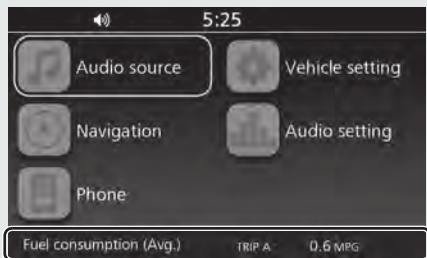 5:25
Audio source
Vehicle setting
Navigation
Audio setting
Phone
Fuel consumption (Avg.) TRIP A 0.6 MPG